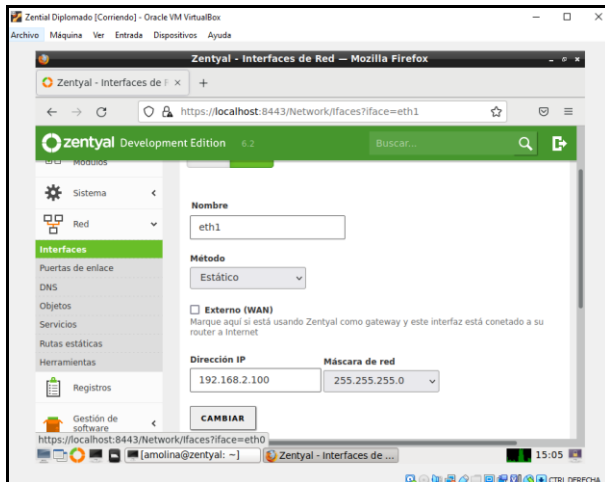 Zential Diplomado [Corriendo] - Oracle VM VirtualBox
Archivo Máquina Ver Entrada Dispositivos Ayuda
Zentyal - Interfaces de Red — Mozilla Firefox
Zentyal - Interfaces de F
https://localhost:8443/Network/Ifaces?iface=eth1
zentyal Development Edition 6.2 Buscar...
Módulos
Sistema
Red
Interfaces
Puertas de enlace
DNS
Objetos
Servicios
Rutas estáticas
Herramientas
Registros
Gestión de
software
Nombre
eth1
Método
Estático
Externo (WAN)
Marque aquí si está usando Zentyal como gateway y este interfaz está conetado a su
router a Internet
Dirección IP Máscara de red
192.168.2.100 255.255.255.0
CAMBIAR
https://localhost:8443/Network/Ifaces?iface=eth0
[amolina@zentyal: ~] Zentyal - Interfaces de ... 15:05
CTRL DERECHA